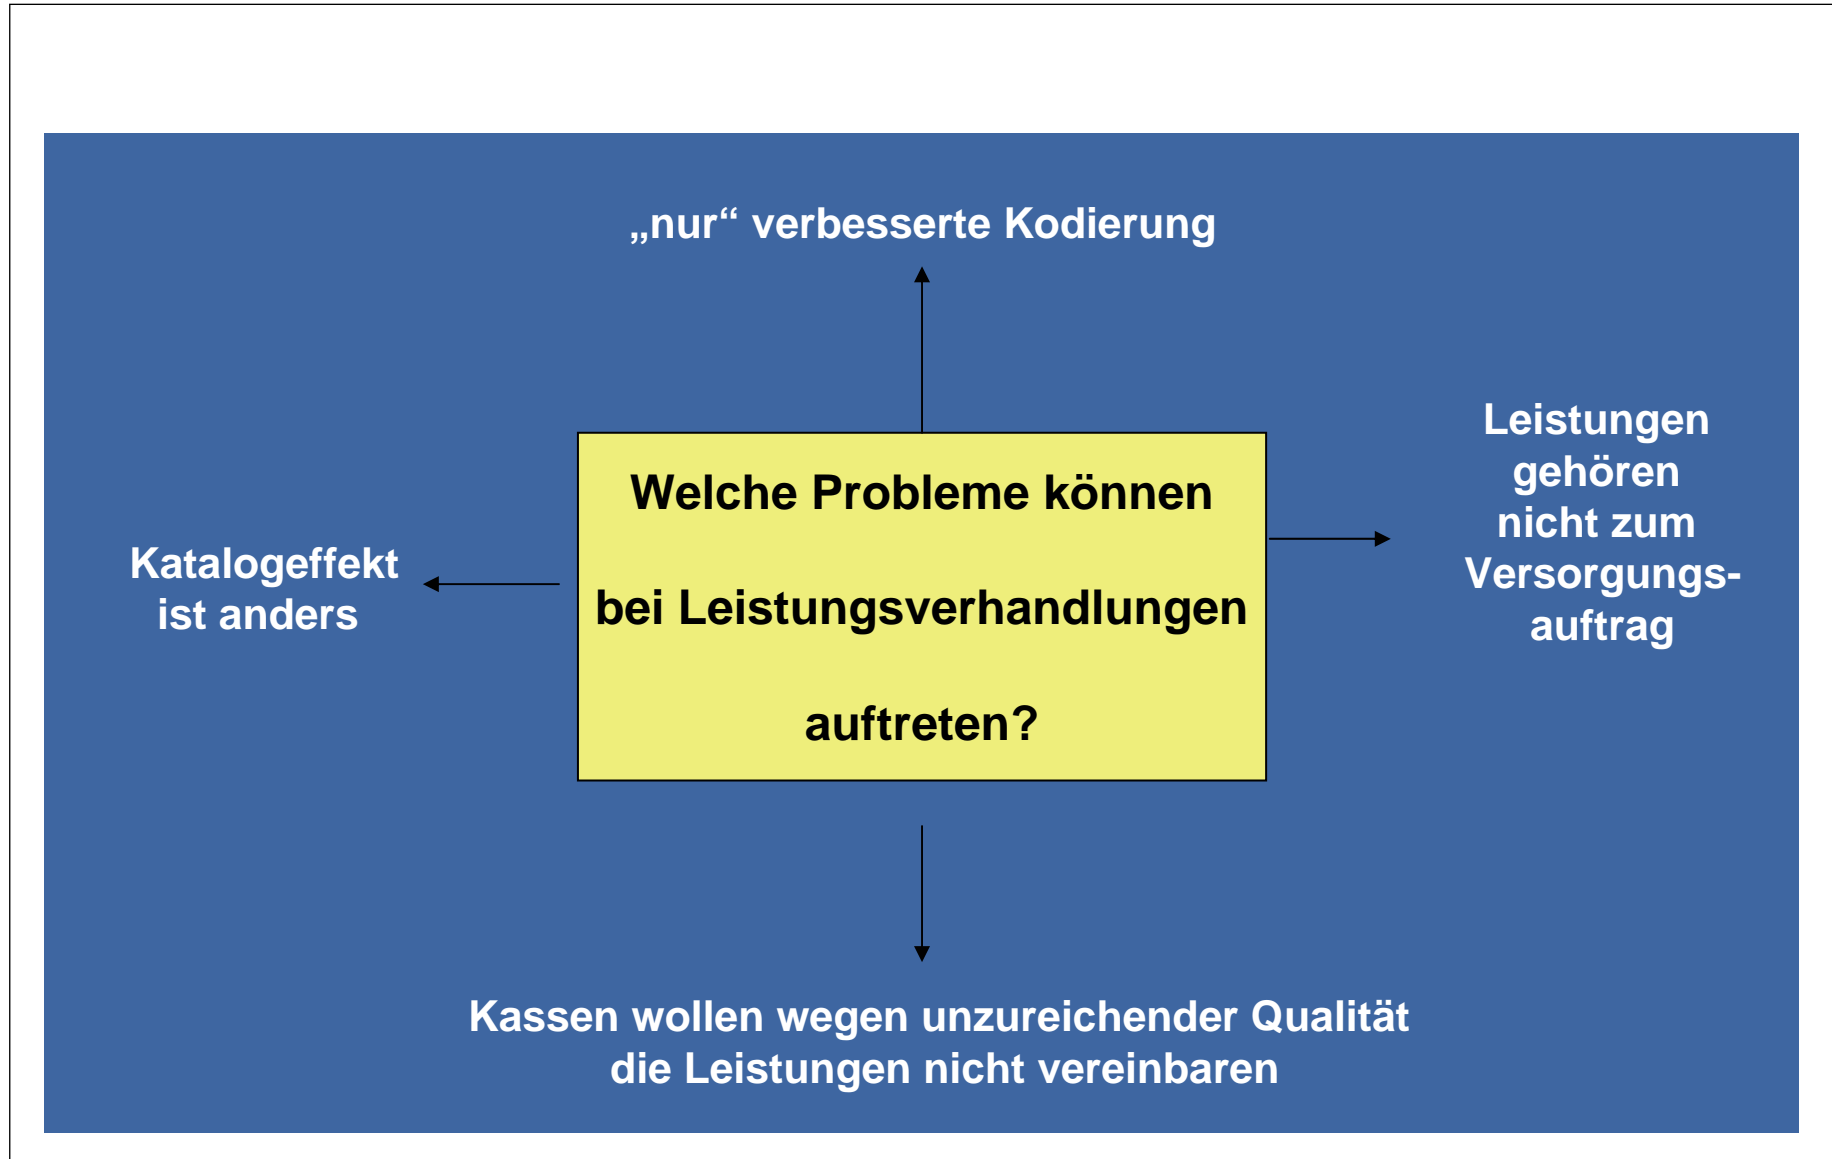 „nur“ verbesserte Kodierung
Welche Probleme können
bei Leistungsverhandlungen
auftreten?
Katalogeffekt
ist anders
Leistungen
gehören
nicht zum
Versorgungs-
auftrag
Kassen wollen wegen unzureichender Qualität
die Leistungen nicht vereinbaren